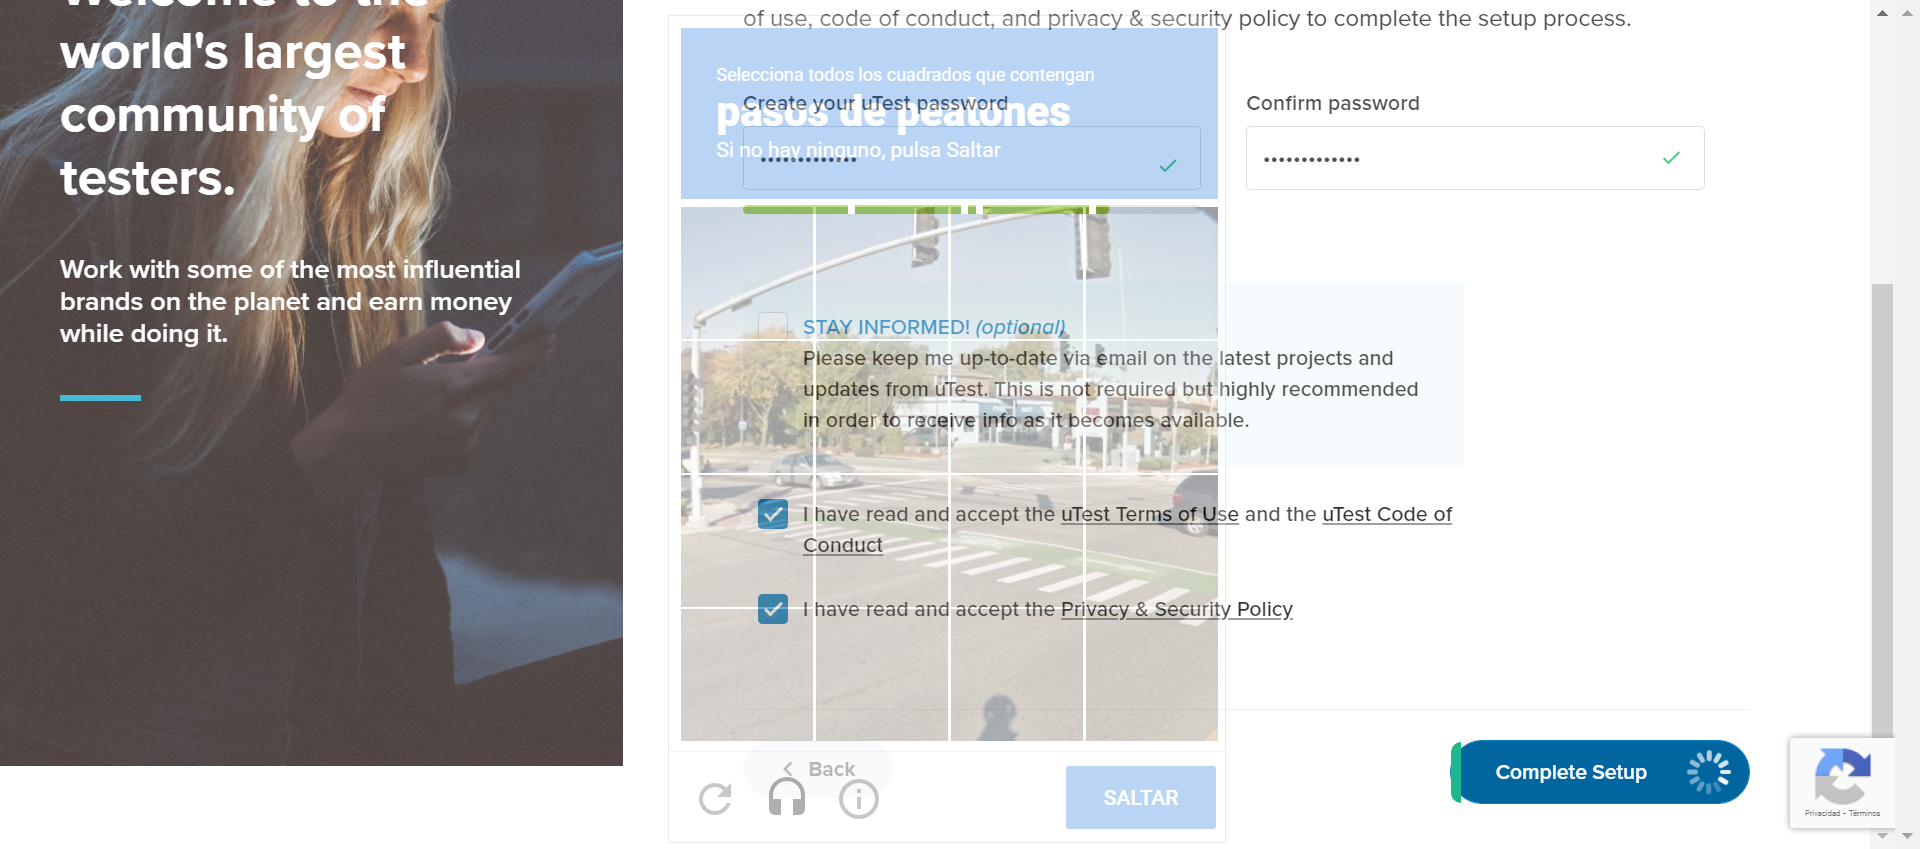 Welcome to the
world's largest
community of
testers.
Work with some of the most influential
brands on the planet and earn money
while doing it.
of use, code of conduct, and privacy & security policy to complete the setup process.
Selecciona todos los cuadrados que contengan
pasos de peatones
Si no hay ninguno, pulsa Saltar
Create your uTest password
•••••••••••••
Confirm password
•••••••••••••
STAY INFORMED! (optional)
Please keep me up-to-date via email on the latest projects and
updates from uTest. This is not required but highly recommended
in order to receive info as it becomes available.
I have read and accept the uTest Terms of Use and the uTest Code of
Conduct
I have read and accept the Privacy & Security Policy
Back
SALTAR
Complete Setup
Privacidad - Términos